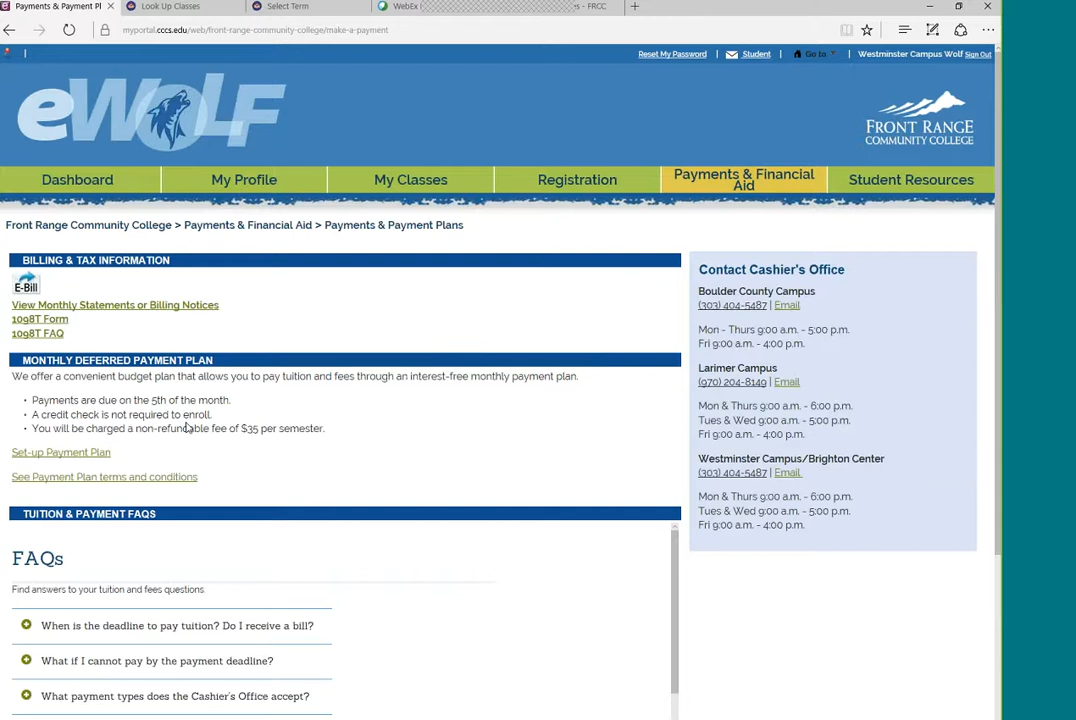 Payments & Payment Pl
Look Up Classes
Select Term
WebEx
- FRCC
myportal.cccs.edu/web/front-range-community-college/make-a-payment
Reset My Password
Student
Go to
Westminster Campus Wolf Sign Out
eWOLF
FRONT RANGE
COMMUNITY COLLEGE
Dashboard
My Profile
My Classes
Registration
Payments & Financial
Aid
Student Resources
Front Range Community College > Payments & Financial Aid > Payments & Payment Plans
BILLING & TAX INFORMATION
E-Bill
View Monthly Statements or Billing Notices
1098T Form
1098T FAQ
MONTHLY DEFERRED PAYMENT PLAN
We offer a convenient budget plan that allows you to pay tuition and fees through an interest-free monthly payment plan.
• Payments are due on the 5th of the month.
• A credit check is not required to enroll.
• You will be charged a non-refundable fee of $35 per semester.
Set-up Payment Plan
See Payment Plan terms and conditions
TUITION & PAYMENT FAQS
FAQs
Find answers to your tuition and fees questions.
When is the deadline to pay tuition? Do I receive a bill?
What if I cannot pay by the payment deadline?
What payment types does the Cashier's Office accept?
Contact Cashier's Office
Boulder County Campus
(303) 404-5487 | Email
Mon - Thurs 9:00 a.m. - 5:00 p.m.
Fri 9:00 a.m. - 4:00 p.m.
Larimer Campus
(970) 204-8149 | Email
Mon & Thurs 9:00 a.m. - 6:00 p.m.
Tues & Wed 9:00 a.m. - 5:00 p.m.
Fri 9:00 a.m. - 4:00 p.m.
Westminster Campus/Brighton Center
(303) 404-5487 | Email
Mon & Thurs 9:00 a.m. - 6:00 p.m.
Tues & Wed 9:00 a.m. - 5:00 p.m.
Fri 9:00 a.m. - 4:00 p.m.